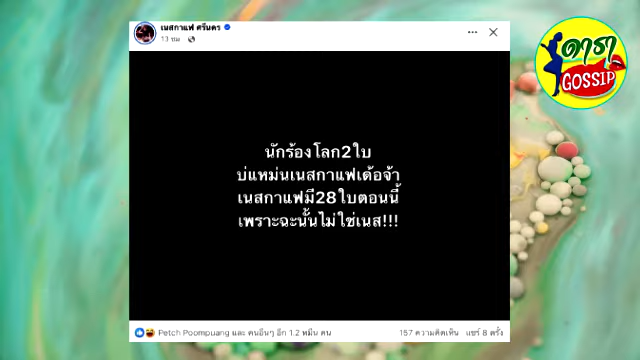 เนสกาแฟ ศรีนคร
13 ชม
ดารา
GOSSIP
นักร้องโลก2ใบ
บ่แหม่นเนสกาแฟเด้อจ้า
เนสกาแฟมี28ใบตอนนี้
เพราะฉะนั้นไม่ใช่เนส!!!
Petch Poompuang และ คนอื่นๆ อีก 1.2 หมื่น คน
157 ความคิดเห็น แชร์ 8 ครั้ง